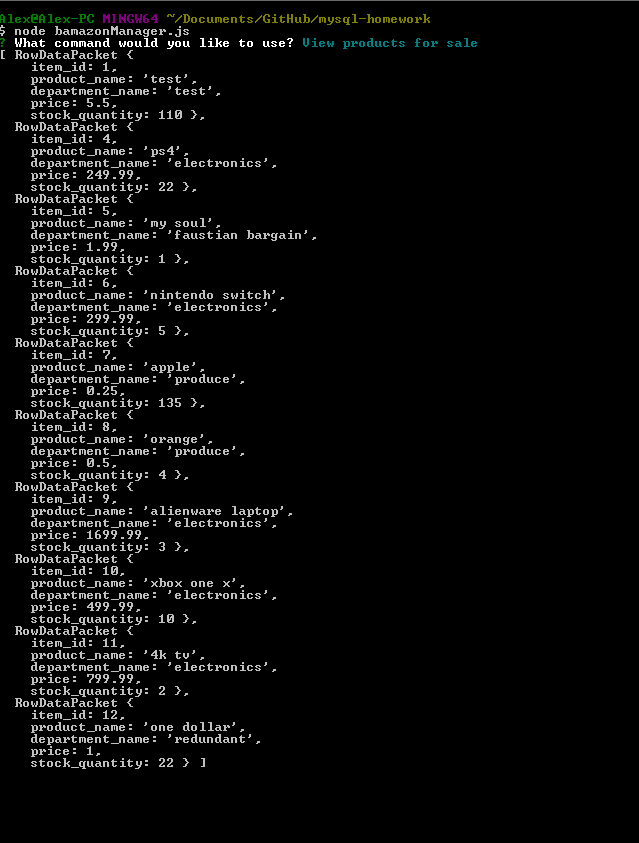 Alex@Alex-PC MINGW64 ~/Documents/GitHub/mysql-homework
$ node bamazonManager.js
? What command would you like to use? View products for sale
[ RowDataPacket {
    item_id: 1,
    product_name: 'test',
    department_name: 'test',
    price: 5.5,
    stock_quantity: 110 },
  RowDataPacket {
    item_id: 4,
    product_name: 'ps4',
    department_name: 'electronics',
    price: 249.99,
    stock_quantity: 22 },
  RowDataPacket {
    item_id: 5,
    product_name: 'my soul',
    department_name: 'faustian bargain',
    price: 1.99,
    stock_quantity: 1 },
  RowDataPacket {
    item_id: 6,
    product_name: 'nintendo switch',
    department_name: 'electronics',
    price: 299.99,
    stock_quantity: 5 },
  RowDataPacket {
    item_id: 7,
    product_name: 'apple',
    department_name: 'produce',
    price: 0.25,
    stock_quantity: 135 },
  RowDataPacket {
    item_id: 8,
    product_name: 'orange',
    department_name: 'produce',
    price: 0.5,
    stock_quantity: 4 },
  RowDataPacket {
    item_id: 9,
    product_name: 'alienware laptop',
    department_name: 'electronics',
    price: 1699.99,
    stock_quantity: 3 },
  RowDataPacket {
    item_id: 10,
    product_name: 'xbox one x',
    department_name: 'electronics',
    price: 499.99,
    stock_quantity: 10 },
  RowDataPacket {
    item_id: 11,
    product_name: '4k tv',
    department_name: 'electronics',
    price: 799.99,
    stock_quantity: 2 },
  RowDataPacket {
    item_id: 12,
    product_name: 'one dollar',
    department_name: 'redundant',
    price: 1,
    stock_quantity: 22 } ]